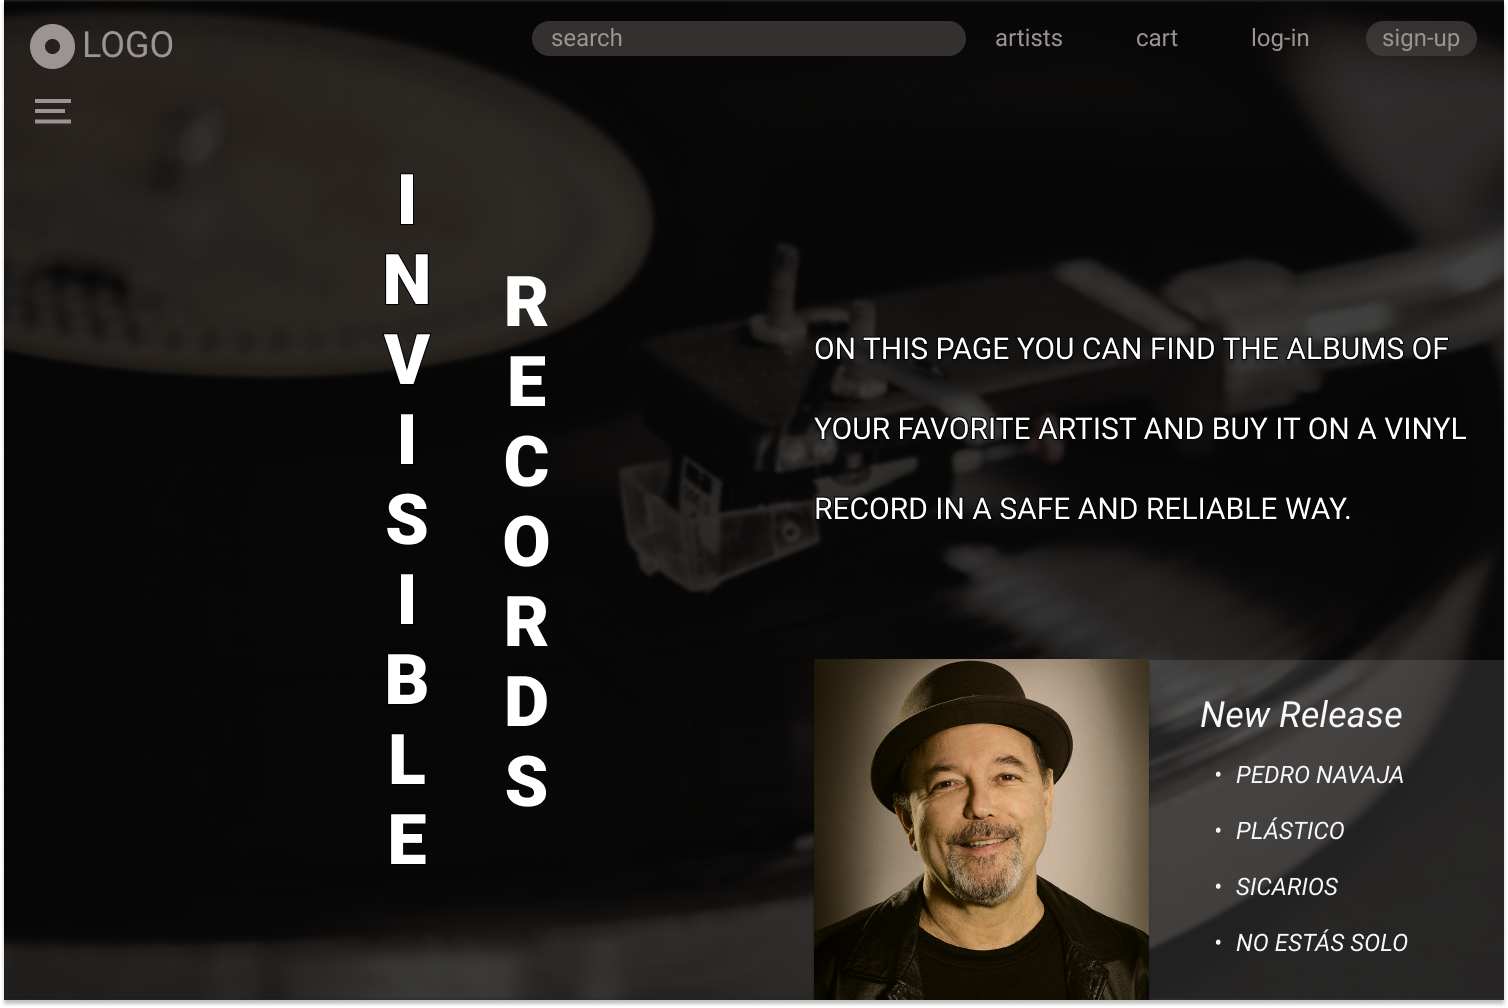 LOGO
search
artists
cart
log-in
sign-up
INVISIBLE
RECORDS
ON THIS PAGE YOU CAN FIND THE ALBUMS OF
YOUR FAVORITE ARTIST AND BUY IT ON A VINYL
RECORD IN A SAFE AND RELIABLE WAY.
New Release
• PEDRO NAVAJA
• PLÁSTICO
• SICARIOS
• NO ESTÁS SOLO